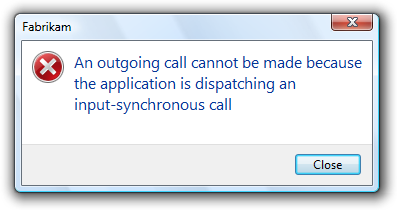 Fabrikam
An outgoing call cannot be made because
the application is dispatching an
input-synchronous call
Close